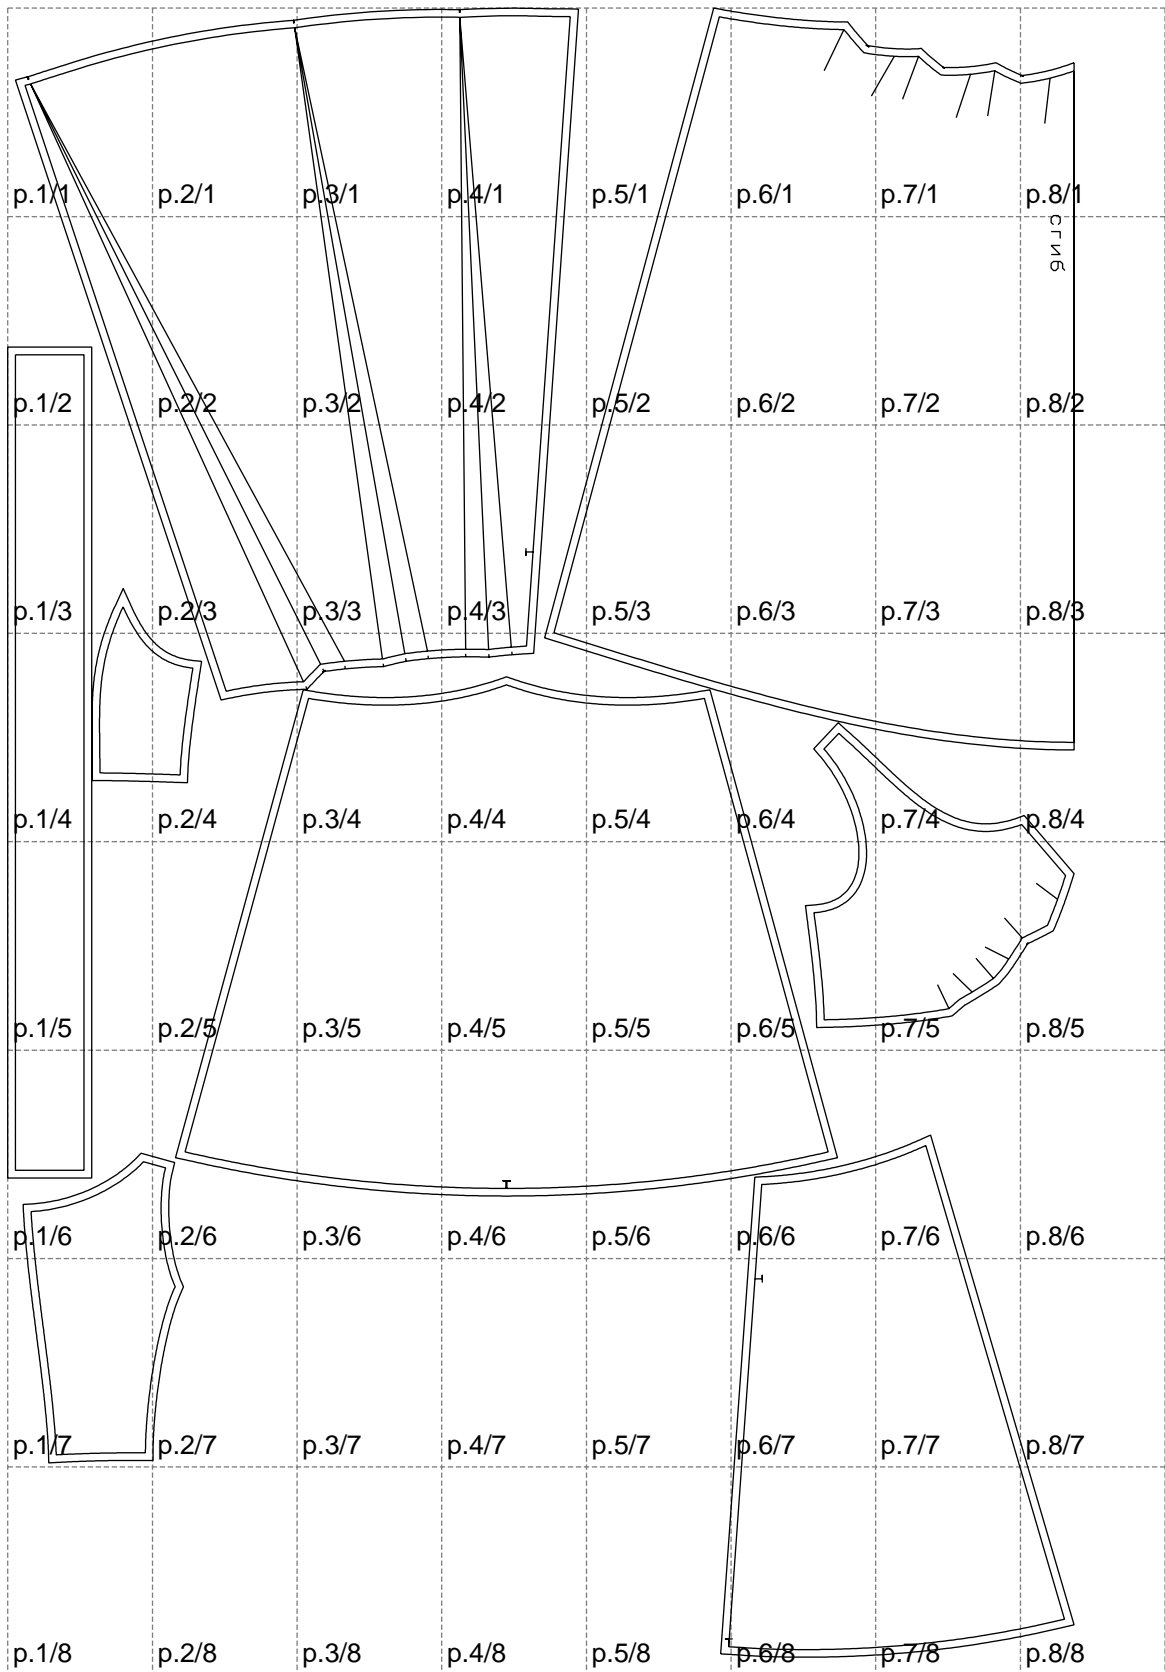 p.1/1 p.2/1 p.3/1 p.4/1 p.5/1 p.6/1 p.7/1 p.8/1
сгиб
p.1/2 p.2/2 p.3/2 p.4/2 p.5/2 p.6/2 p.7/2 p.8/2
p.1/3 p.2/3 p.3/3 p.4/3 p.5/3 p.6/3 p.7/3 p.8/3
p.1/4 p.2/4 p.3/4 p.4/4 p.5/4 p.6/4 p.7/4 p.8/4
p.1/5 p.2/5 p.3/5 p.4/5 p.5/5 p.6/5 p.7/5 p.8/5
p.1/6 p.2/6 p.3/6 p.4/6 p.5/6 p.6/6 p.7/6 p.8/6
p.1/7 p.2/7 p.3/7 p.4/7 p.5/7 p.6/7 p.7/7 p.8/7
p.1/8 p.2/8 p.3/8 p.4/8 p.5/8 p.6/8 p.7/8 p.8/8